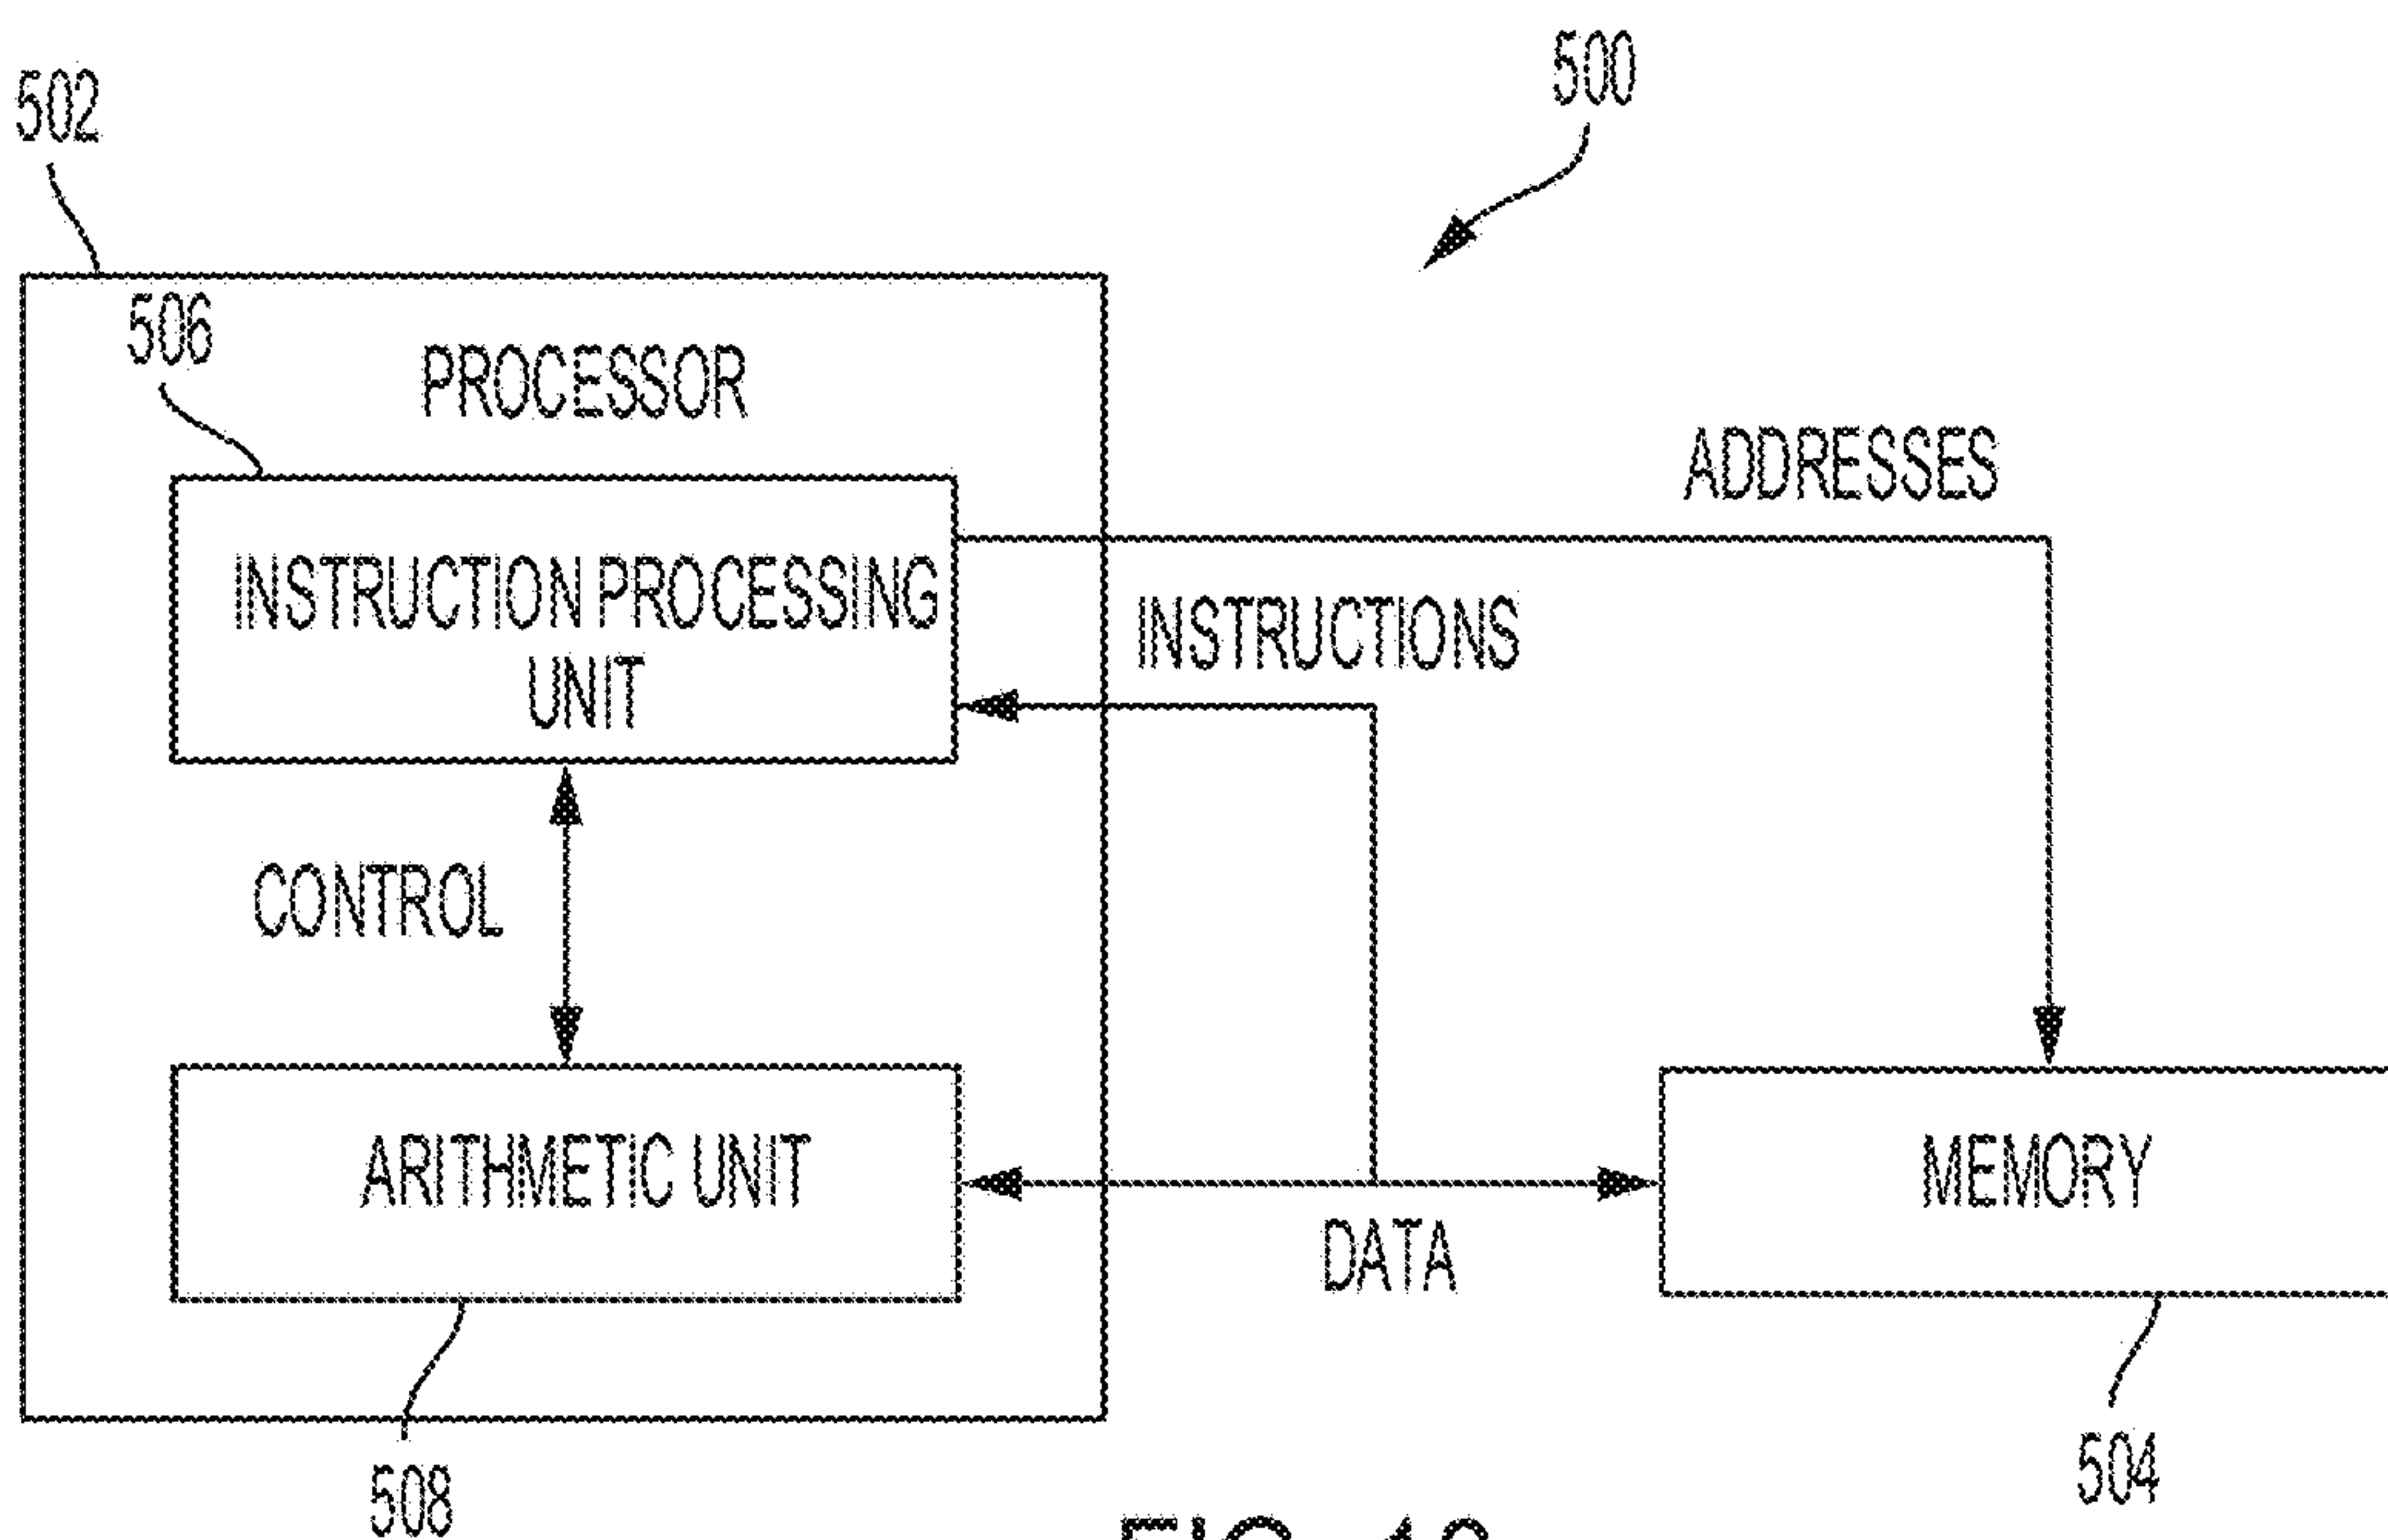 500
502
506
PROCESSOR
ADDRESSES
INSTRUCTION PROCESSING
UNIT
INSTRUCTIONS
CONTROL
ARITHMETIC UNIT
MEMORY
DATA
504
508